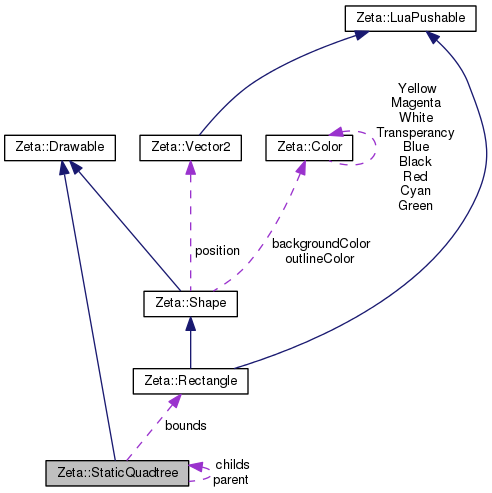 Zeta::LuaPushable
Yellow
Magenta
White
Transperancy
Blue
Black
Red
Cyan
Green
Zeta::Drawable
Zeta::Vector2
Zeta::Color
position
backgroundColor
outlineColor
Zeta::Shape
Zeta::Rectangle
bounds
Zeta::StaticQuadtree
childs
parent